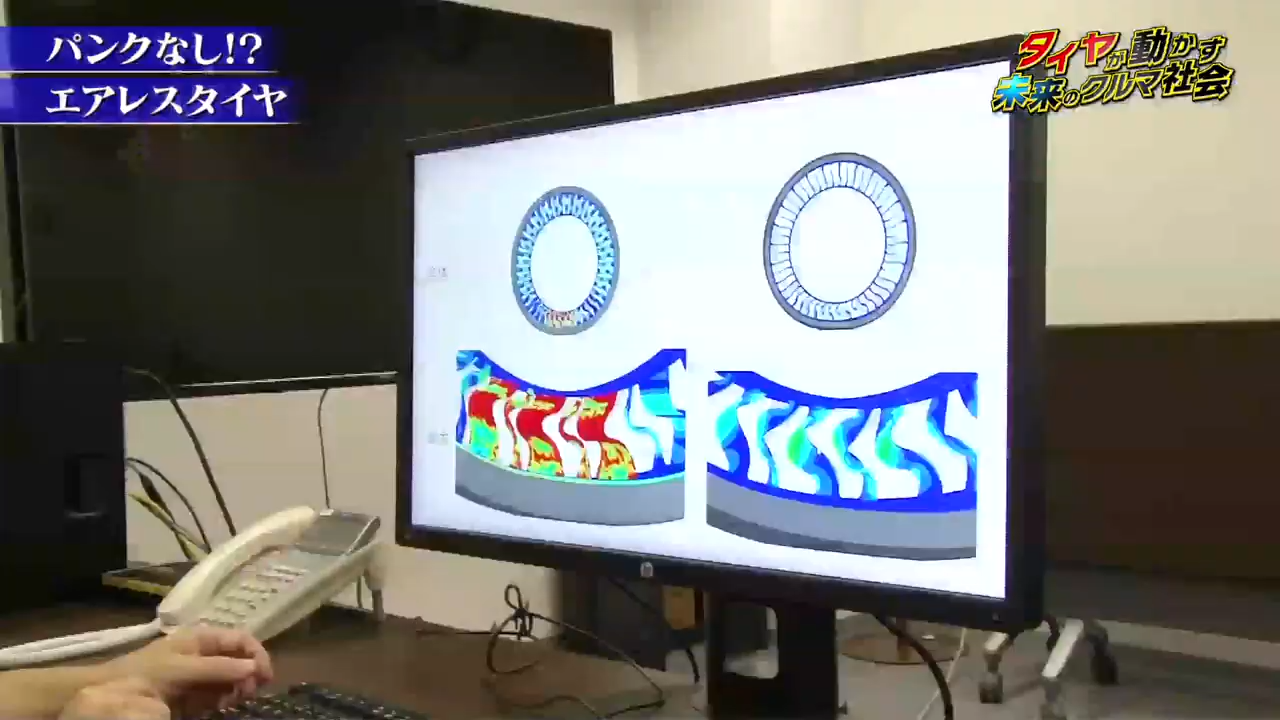 パンクなし!?
エアレスタイヤ
タイヤが動かす
未来のクルマ社会